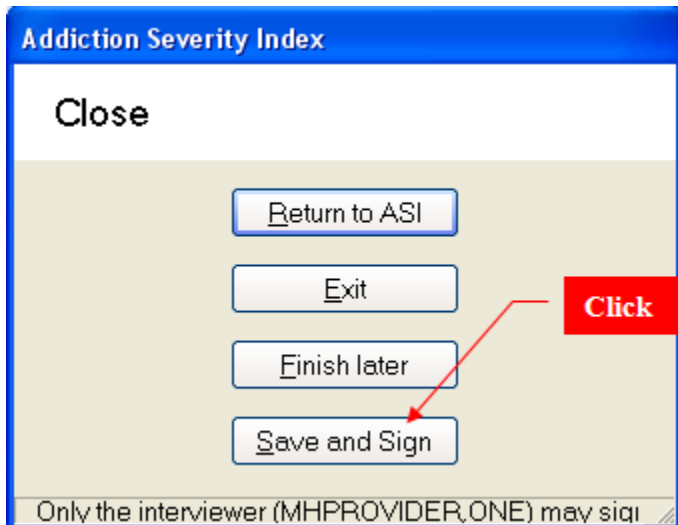 Addiction Severity Index
Close
Return to ASI
Exit
Click
Finish later
Save and Sign
Only the interviewer (MHPROVIDER,ONE) may